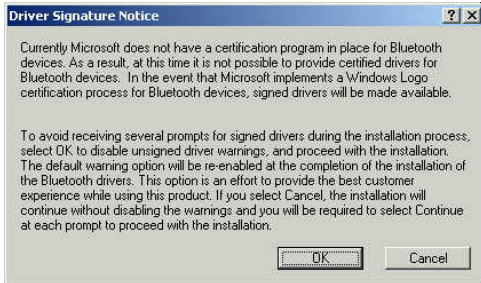 Driver Signature Notice
Currently Microsoft does not have a certification program in place for Bluetooth
devices. As a result, at this time it is not possible to provide certified drivers for
Bluetooth devices. In the event that Microsoft implements a Windows Logo
certification process for Bluetooth devices, signed drivers will be made available.
To avoid receiving several prompts for signed drivers during the installation process,
select OK to disable unsigned driver warnings, and proceed with the installation.
The default warning option will be re-enabled at the completion of the installation of
the Bluetooth drivers. This option is an effort to provide the best customer
experience while using this product. If you select Cancel, the installation will
continue without disabling the warnings and you will be required to select Continue
at each prompt to proceed with the installation.
OK Cancel